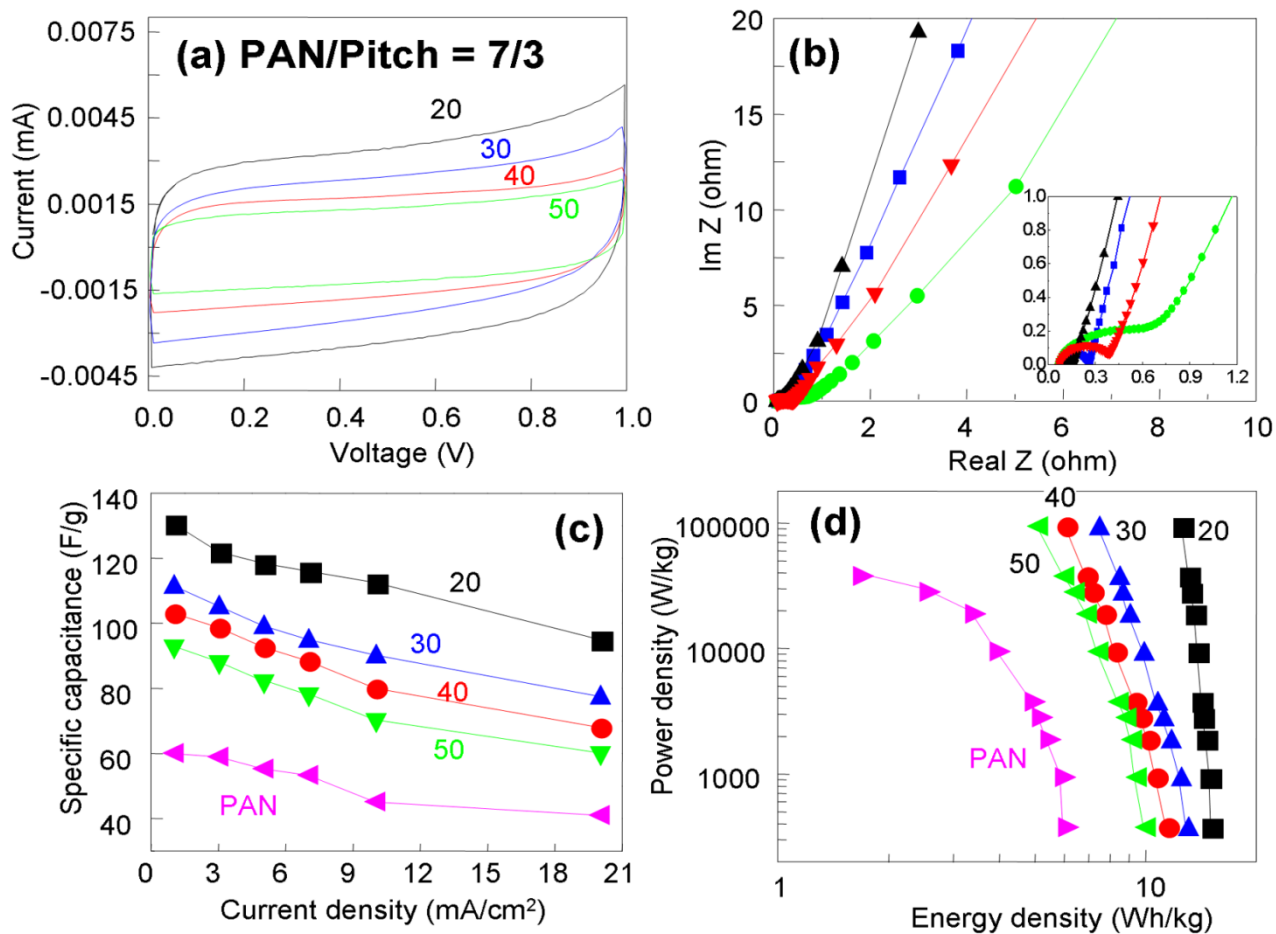 (a) PAN/Pitch = 7/3
0.0075
0.0045
0.0015
-0.0015
-0.0045
Current (mA)
20
30
40
50
0.0 0.2 0.4 0.6 0.8 1.0
Voltage (V)
(b)
20
15
10
5
0
Im Z (ohm)
0 2 4 6 8 10
Real Z (ohm)
1.0
0.8
0.6
0.4
0.2
0.0
0.0 0.3 0.6 0.9 1.2
(c)
140
120
100
80
60
40
Specific capacitance (F/g)
20
30
40
50
PAN
0 3 6 9 12 15 18 21
Current density (mA/cm²)
(d)
100000
10000
1000
Power density (W/kg)
40
30
20
50
PAN
1 10
Energy density (Wh/kg)